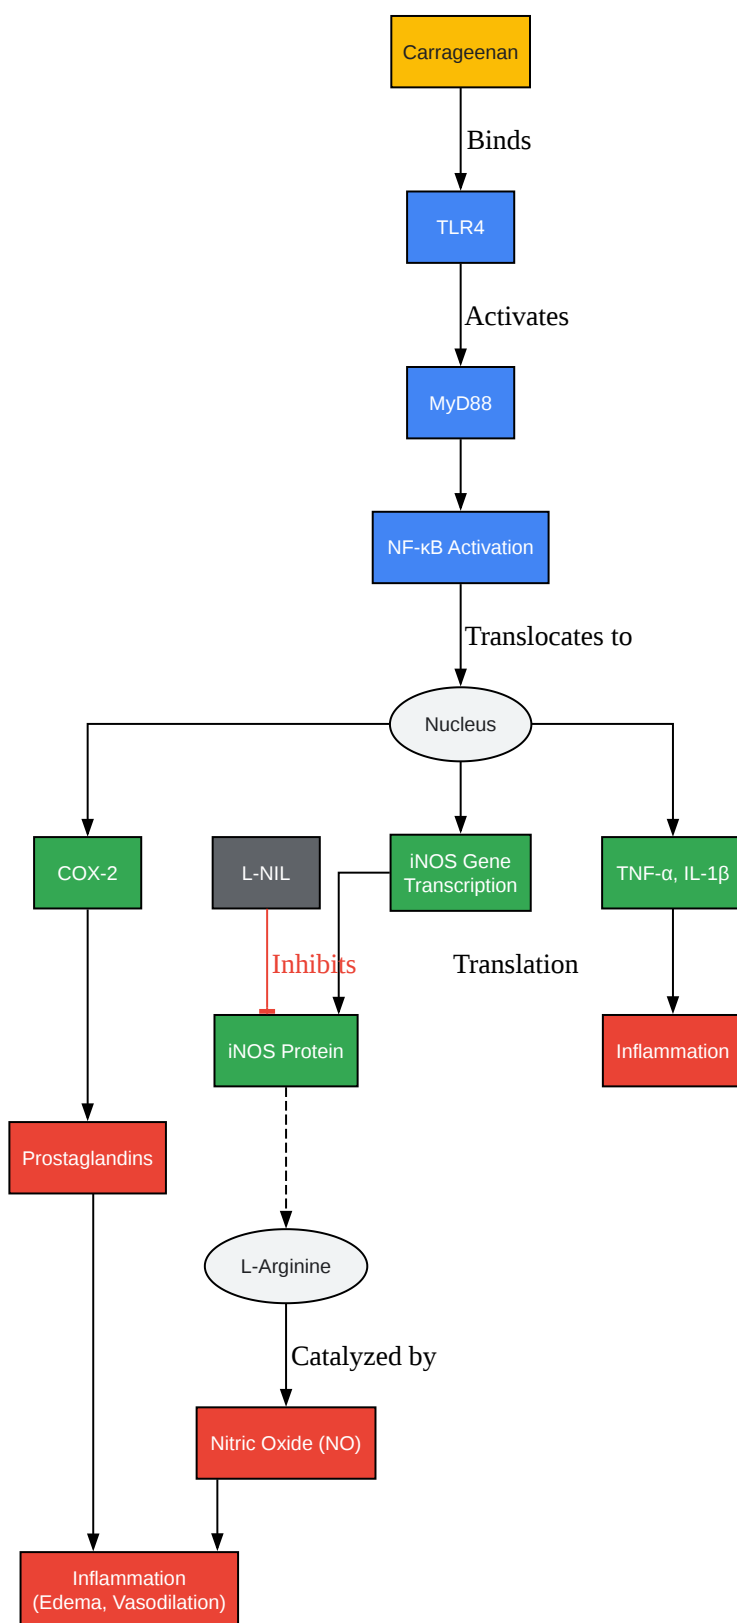 Carrageenan
Binds
TLR4
Activates
MyD88
NF-κB Activation
Translocates to
Nucleus
COX-2
L-NIL
iNOS Gene
Transcription
TNF-α, IL-1β
Inhibits
Translation
iNOS Protein
Inflammation
Prostaglandins
L-Arginine
Catalyzed by
Nitric Oxide (NO)
Inflammation
(Edema, Vasodilation)